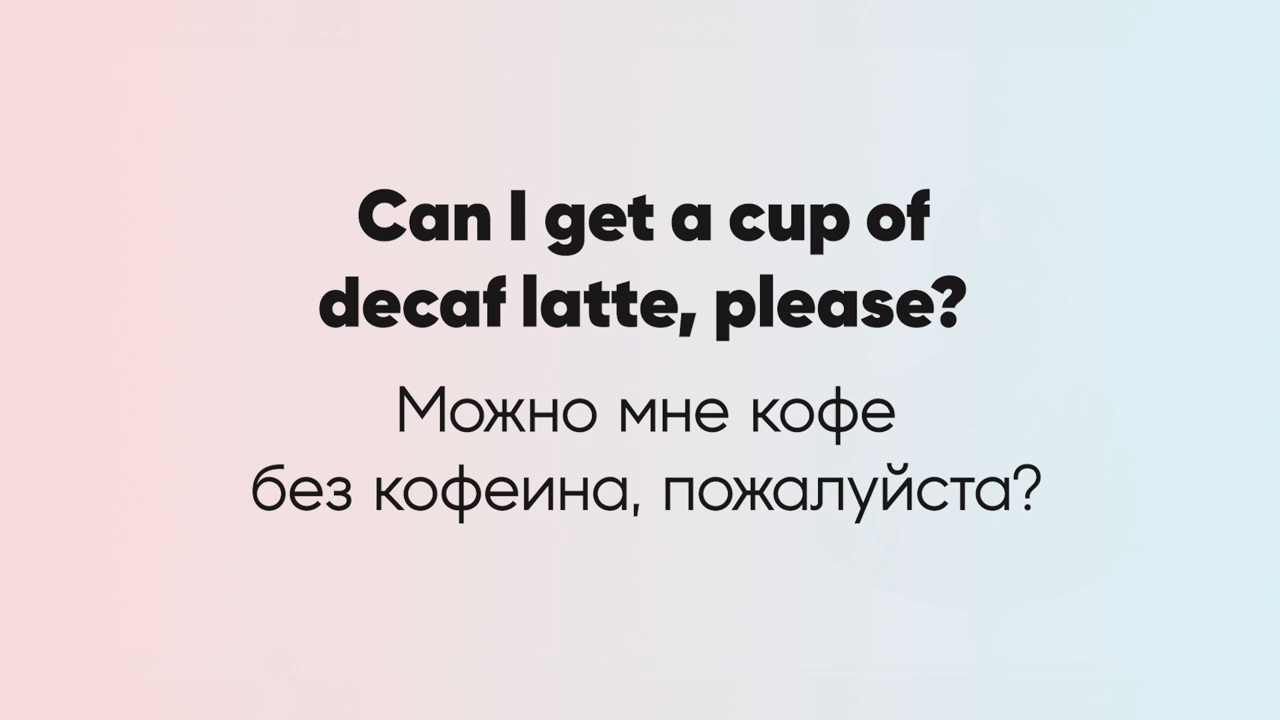 Can I get a cup of
decaf latte, please?
Можно мне кофе
без кофеина, пожалуйста?